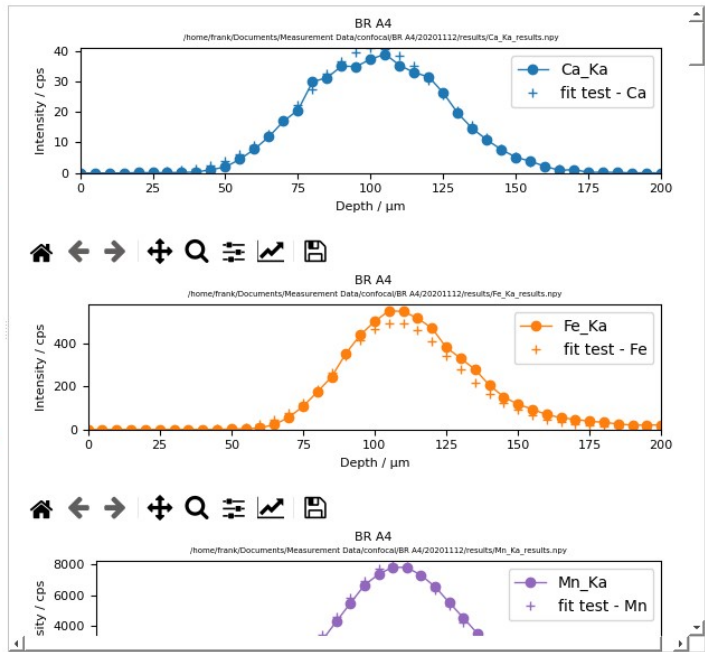 BR A4
/home/frank/Documents/Measurement Data/confocal/BR A4/20201112/results/Ca_Ka_results.npy
40
30
20
10
0
Intensity / cps
Ca_Ka
fit test - Ca
0 25 50 75 100 125 150 175 200
Depth / µm
BR A4
/home/frank/Documents/Measurement Data/confocal/BR A4/20201112/results/Fe_Ka_results.npy
400
200
0
Intensity / cps
Fe_Ka
fit test - Fe
0 25 50 75 100 125 150 175 200
Depth / µm
BR A4
/home/frank/Documents/Measurement Data/confocal/BR A4/20201112/results/Mn_Ka_results.npy
8000
6000
4000
sity / cps
Mn_Ka
fit test - Mn